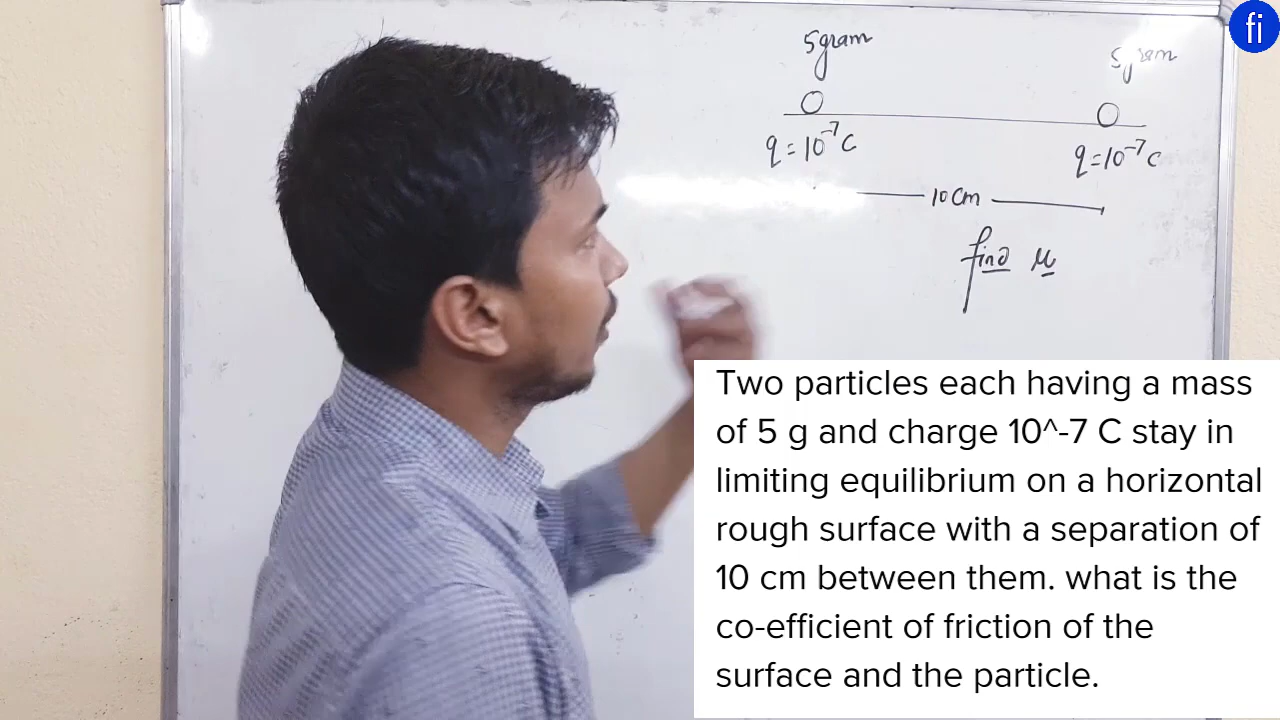 fi
5gram
5gram
q=10⁻⁷C
q=10⁻⁷C
10cm
find μ
Two particles each having a mass
of 5 g and charge 10^-7 C stay in
limiting equilibrium on a horizontal
rough surface with a separation of
10 cm between them. what is the
co-efficient of friction of the
surface and the particle.